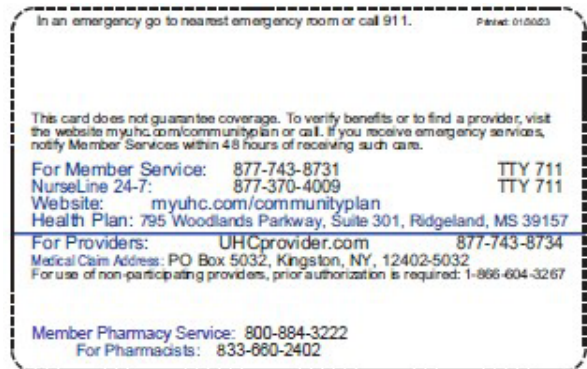 In an emergency go to nearest emergency room or call 911. Printed: 01/30/23
This card does not guarantee coverage. To verify benefits or to find a provider, visit
the website myuhc.com/communityplan or call. If you receive emergency services,
notify Member Services within 48 hours of receiving such care.
For Member Service: 877-743-8731 TTY 711
NurseLine 24-7: 877-370-4009 TTY 711
Website: myuhc.com/communityplan
Health Plan: 795 Woodlands Parkway, Suite 301, Ridgeland, MS 39157
For Providers: UHCprovider.com 877-743-8734
Medical Claim Address: PO Box 5032, Kingston, NY, 12402-5032
For use of non-participating providers, prior authorization is required: 1-866-604-3267
Member Pharmacy Service: 800-884-3222
For Pharmacists: 833-660-2402